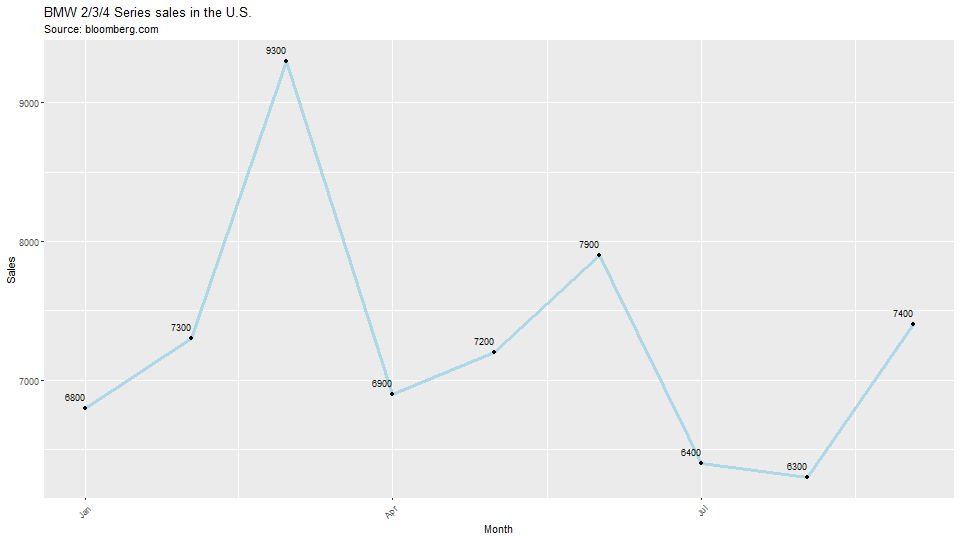 BMW 2/3/4 Series sales in the U.S.
Source: bloomberg.com
9300
9000
8000
7900
7400
7300
7200
7000
6900
6800
6400
6300
Sales
Jan
Apr
Jul
Month